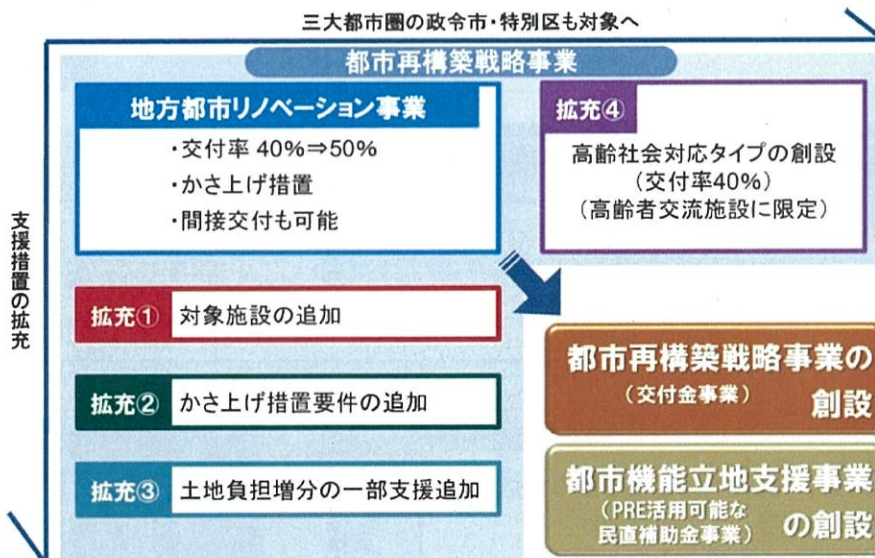 三大都市圏の政令市・特別区も対象へ
都市再構築戦略事業
地方都市リノベーション事業
・交付率 40%⇒50%
・かさ上げ措置
・間接交付も可能
拡充④
高齢社会対応タイプの創設
(交付率40%)
(高齢者交流施設に限定)
支援措置の拡充
拡充① 対象施設の追加
拡充② かさ上げ措置要件の追加
拡充③ 土地負担増分の一部支援追加
都市再構築戦略事業の
(交付金事業) 創設
都市機能立地支援事業
(PRE活用可能な
民直補助金事業) の創設